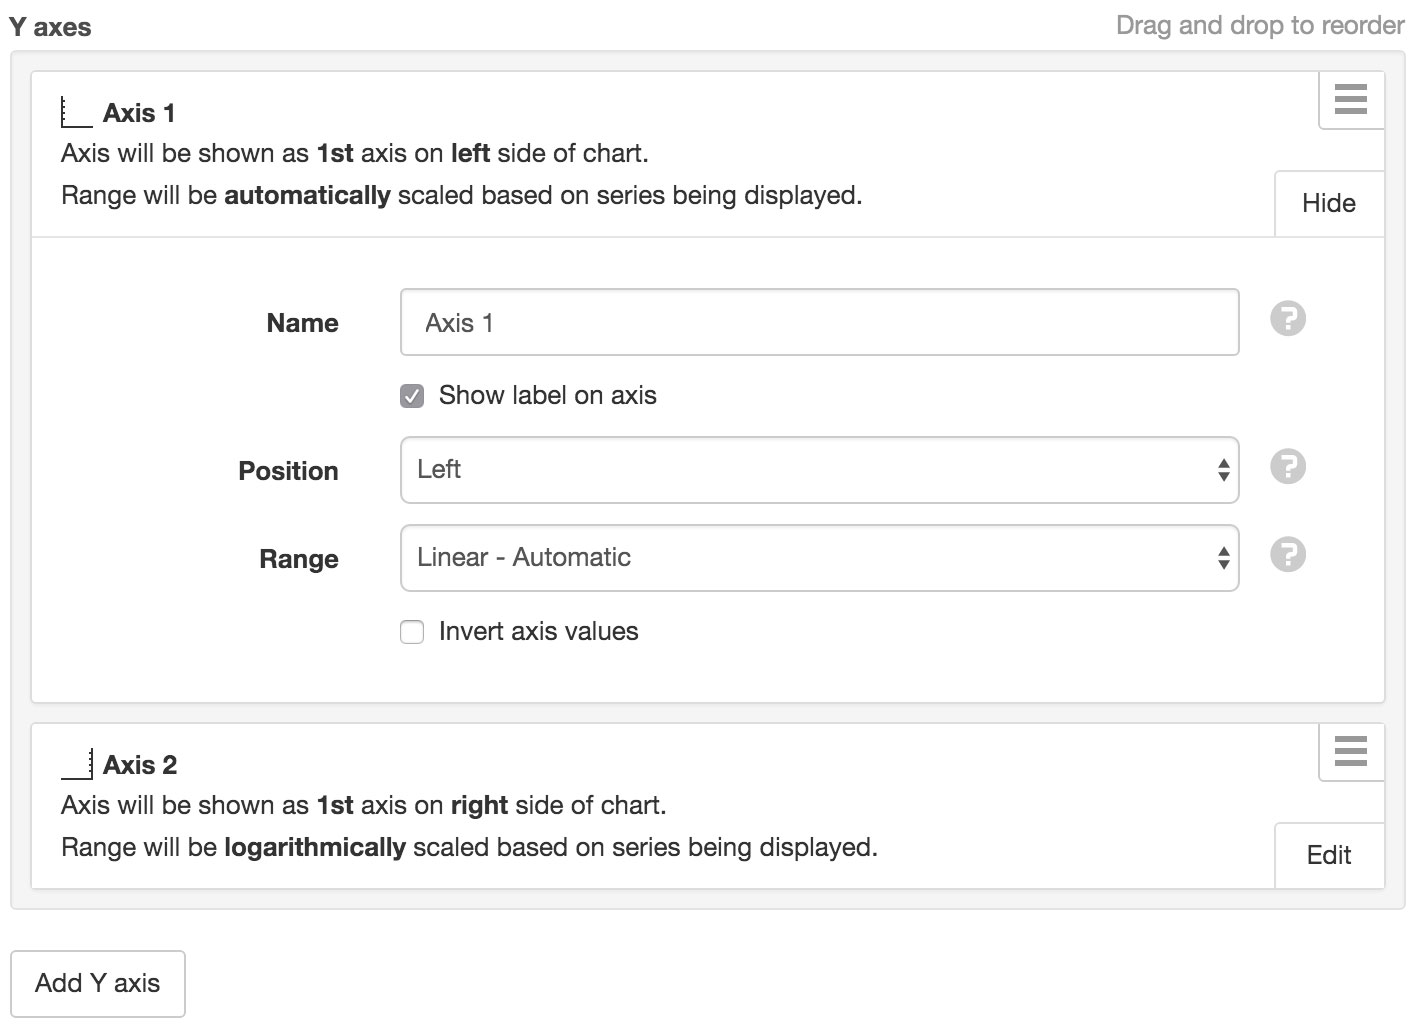 Y axes
Drag and drop to reorder
Axis 1
Axis will be shown as 1st axis on left side of chart.
Range will be automatically scaled based on series being displayed.
Hide
Name
Axis 1
?
Show label on axis
Position
Left
?
Range
Linear - Automatic
?
Invert axis values
Axis 2
Axis will be shown as 1st axis on right side of chart.
Range will be logarithmically scaled based on series being displayed.
Edit
Add Y axis